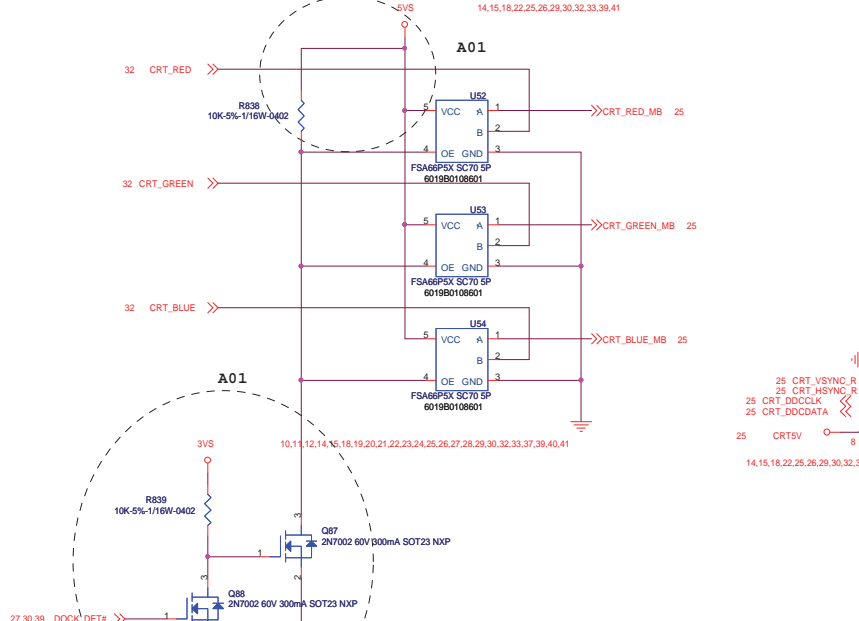 5VS
14,15,18,22,25,26,29,30,32,33,39,41
A01
32 CRT_RED
U52
R838
10K-5%-1/16W-0402
5 VCC A 1
CRT_RED_MB 25
B 2
4 OE GND 3
FSA66P5X SC70 5P
6019B0108601
32 CRT_GREEN
U53
5 VCC A 1
CRT_GREEN_MB 25
B 2
4 OE GND 3
FSA66P5X SC70 5P
6019B0108601
32 CRT_BLUE
U54
5 VCC A 1
CRT_BLUE_MB 25
B 2
4 OE GND 3
FSA66P5X SC70 5P
6019B0108601
A01
25 CRT_VSYNC_R
25 CRT_HSYNC_R
25 CRT_DDCCLK
25 CRT_DDCDATA
25 CRT5V
8
3VS
10,11,12,14,15,18,19,20,21,22,23,24,25,26,27,28,29,30,32,33,37,39,40,41
14,15,18,22,25,26,29,30,32,3
R839
10K-5%-1/16W-0402
3
Q87
2N7002 60V 300mA SOT23 NXP
1
2
3
Q88
2N7002 60V 300mA SOT23 NXP
27,30,39 DOCK_DET#
1